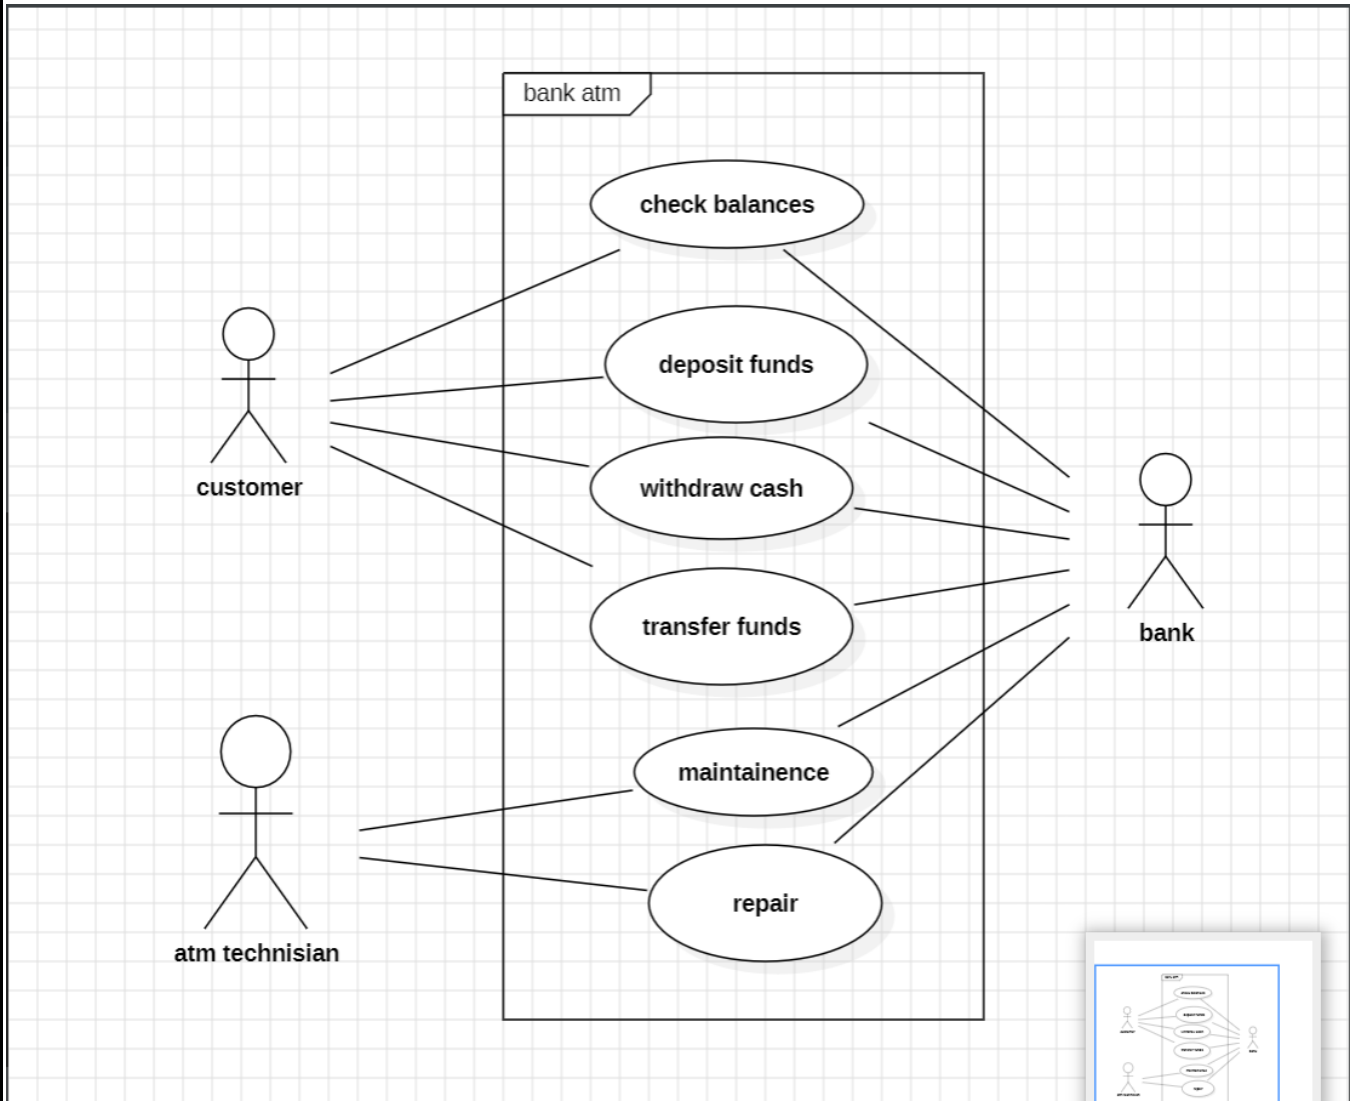 bank atm
check balances
deposit funds
customer
withdraw cash
transfer funds
bank
maintainence
repair
atm technisian